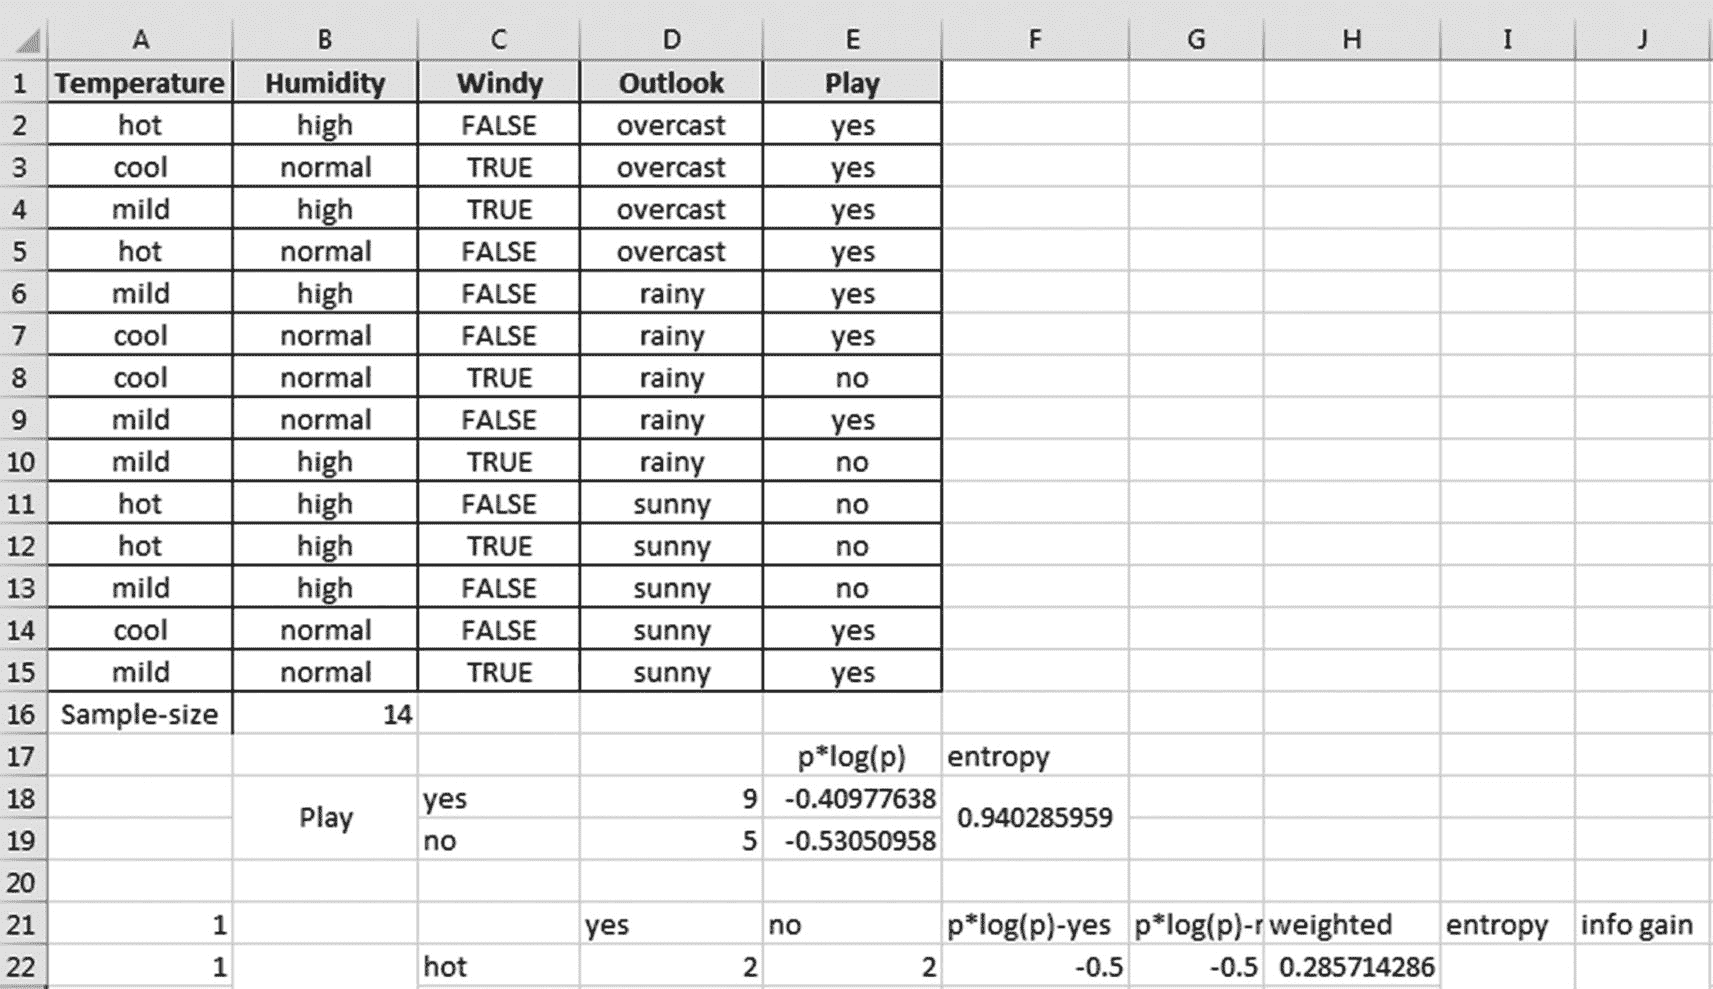 A B C D E F G H I J
1 Temperature Humidity Windy Outlook Play
2 hot high FALSE overcast yes
3 cool normal TRUE overcast yes
4 mild high TRUE overcast yes
5 hot normal FALSE overcast yes
6 mild high FALSE rainy yes
7 cool normal FALSE rainy yes
8 cool normal TRUE rainy no
9 mild normal FALSE rainy yes
10 mild high TRUE rainy no
11 hot high FALSE sunny no
12 hot high TRUE sunny no
13 mild high FALSE sunny no
14 cool normal FALSE sunny yes
15 mild normal TRUE sunny yes
16 Sample-size 14
17 p*log(p) entropy
18 yes 9 -0.40977638
Play 0.940285959
19 no 5 -0.53050958
20
21 1 yes no p*log(p)-yes p*log(p)-r weighted entropy info gain
22 1 hot 2 2 -0.5 -0.5 0.285714286